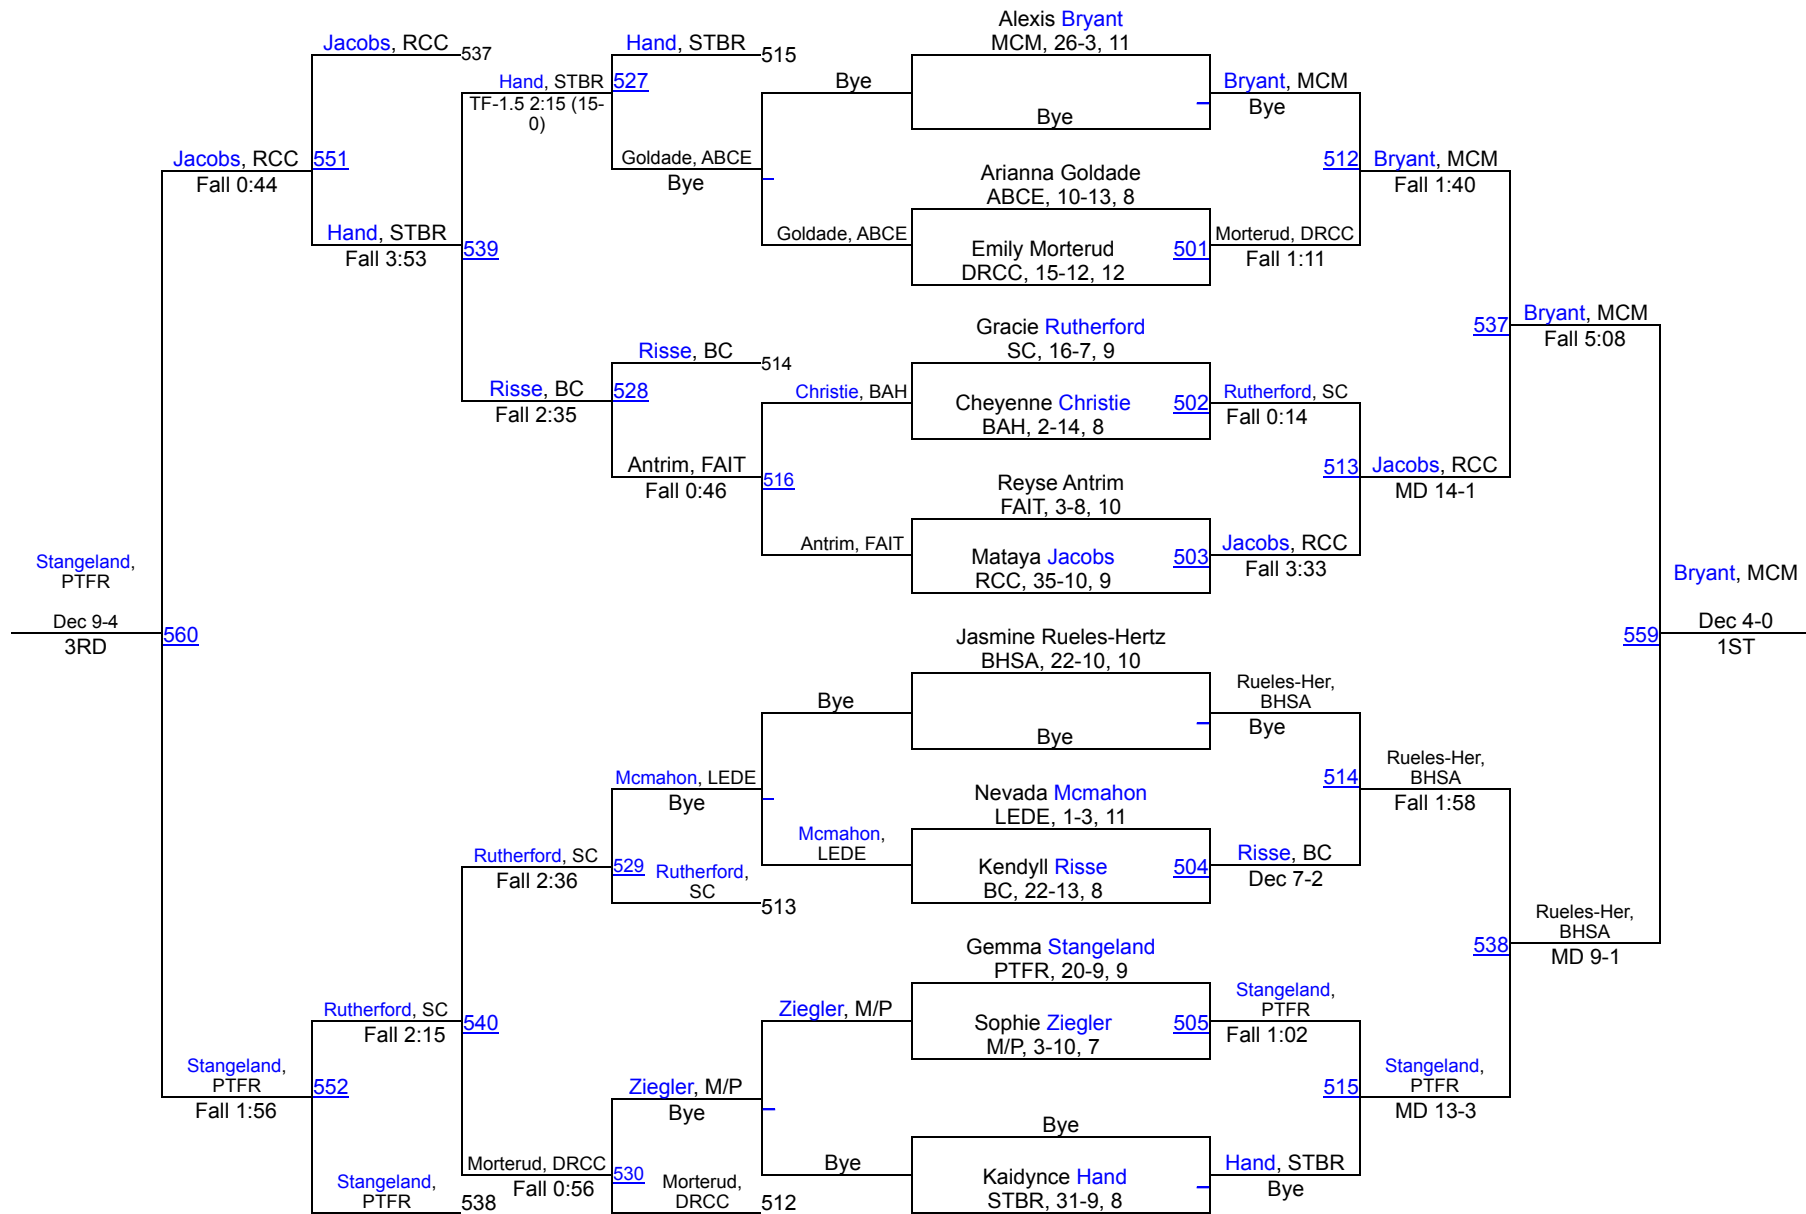 Alexis Bryant
MCM, 26-3, 11
Jacobs, RCC
537
Hand, STBR
515
Hand, STBR
527
TF-1.5 2:15 (15-
0)
Bye
Bye
Bryant, MCM
Bye
Jacobs, RCC
551
Fall 0:44
Goldade, ABCE
Bye
Arianna Goldade
ABCE, 10-13, 8
512
Bryant, MCM
Fall 1:40
Hand, STBR
539
Fall 3:53
Goldade, ABCE
Emily Morterud
DRCC, 15-12, 12
501
Morterud, DRCC
Fall 1:11
Gracie Rutherford
SC, 16-7, 9
537
Bryant, MCM
Fall 5:08
Risse, BC
514
Risse, BC
528
Fall 2:35
Christie, BAH
Cheyenne Christie
BAH, 2-14, 8
502
Rutherford, SC
Fall 0:14
Antrim, FAIT
516
Fall 0:46
Reyse Antrim
FAIT, 3-8, 10
513
Jacobs, RCC
MD 14-1
Antrim, FAIT
Mataya Jacobs
RCC, 35-10, 9
503
Jacobs, RCC
Fall 3:33
Stangeland,
PTFR
Dec 9-4
3RD
560
Bryant, MCM
Dec 4-0
1ST
559
Jasmine Rueles-Hertz
BHSA, 22-10, 10
Bye
Bye
Rueles-Her,
BHSA
Bye
Mcmahon, LEDE
Bye
Nevada Mcmahon
LEDE, 1-3, 11
514
Rueles-Her,
BHSA
Fall 1:58
Rutherford, SC
Fall 2:36
529
Rutherford,
SC
513
Mcmahon,
LEDE
Kendyll Risse
BC, 22-13, 8
504
Risse, BC
Dec 7-2
Gemma Stangeland
PTFR, 20-9, 9
538
Rueles-Her,
BHSA
MD 9-1
Rutherford, SC
540
Fall 2:15
Ziegler, M/P
Sophie Ziegler
M/P, 3-10, 7
505
Stangeland,
PTFR
Fall 1:02
Stangeland,
PTFR
552
Fall 1:56
Ziegler, M/P
Bye
515
Stangeland,
PTFR
MD 13-3
Bye
Stangeland,
PTFR
538
Morterud, DRCC
Fall 0:56
530
Morterud,
DRCC
512
Bye
Kaidynce Hand
STBR, 31-9, 8
Hand, STBR
Bye